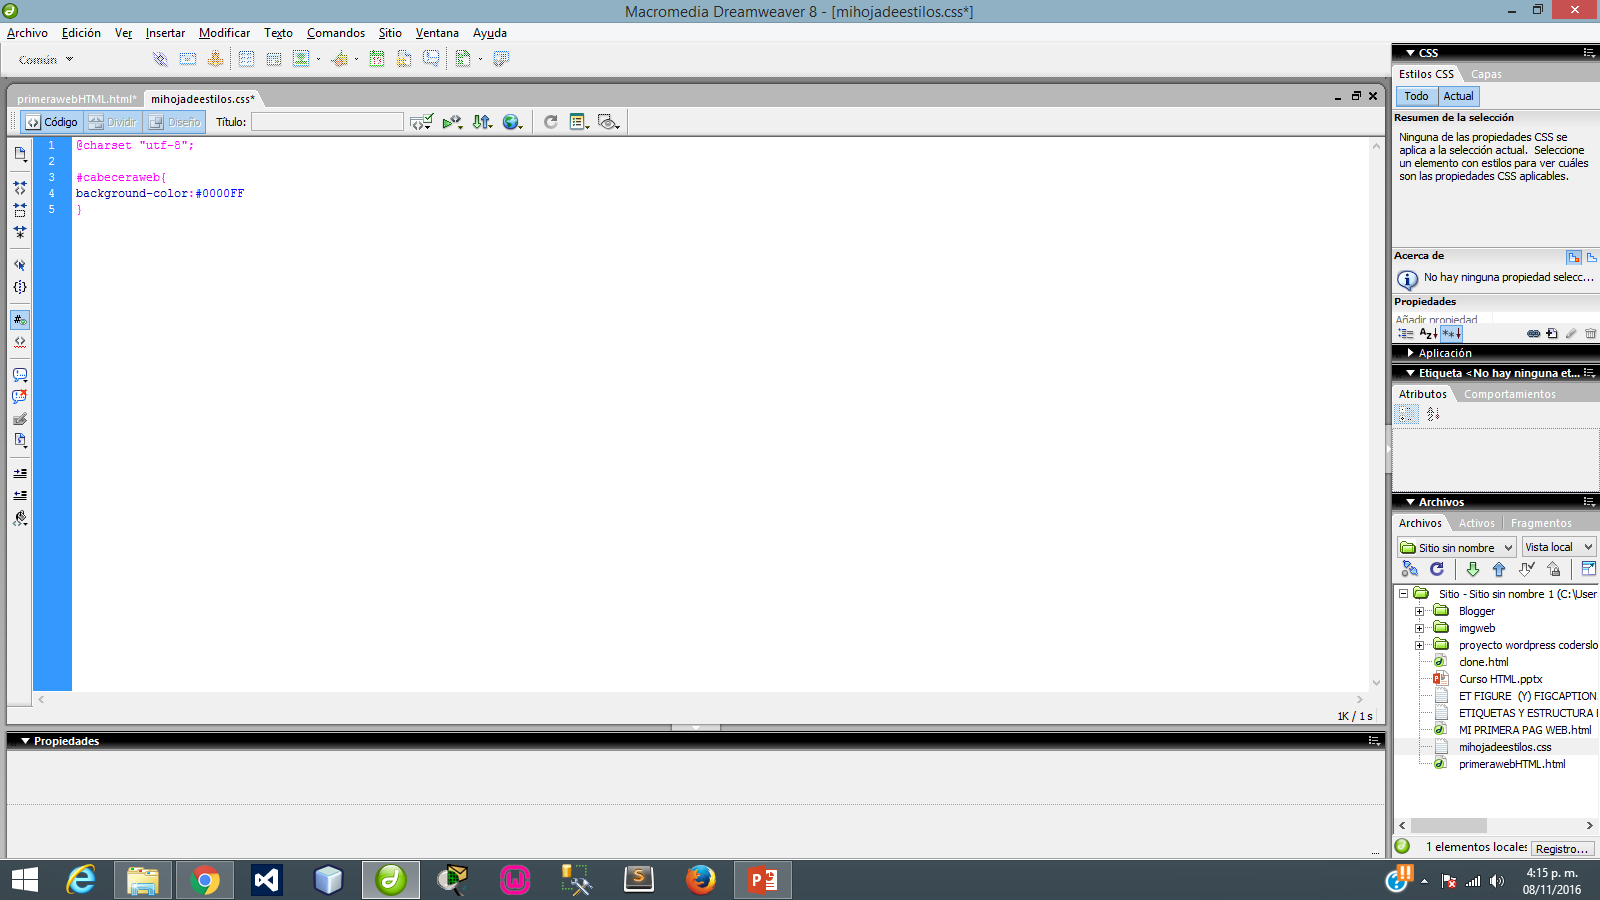 Macromedia Dreamweaver 8 - [mihojadeestilos.css*]
Archivo Edición Ver Insertar Modificar Texto Comandos Sitio Ventana Ayuda
Común
primerawebHTML.html* mihojadeestilos.css*
Código Dividir Diseño Título:
1 @charset "utf-8";
2
3 #cabeceraweb{
4 background-color:#0000FF
5 }
1K / 1 s
Propiedades
CSS
Estilos CSS Capas
Todo Actual
Resumen de la selección
Ninguna de las propiedades CSS se
aplica a la selección actual. Seleccione
un elemento con estilos para ver cuáles
son las propiedades CSS aplicables.
Acerca de
No hay ninguna propiedad selecc...
Propiedades
Añadir propiedad
Aplicación
Etiqueta <No hay ninguna et...
Atributos Comportamientos
Archivos
Archivos Activos Fragmentos
Sitio sin nombre Vista local
Sitio - Sitio sin nombre 1 (C:\User
Blogger
imgweb
proyecto wordpress coderslo
clone.html
Curso HTML.pptx
ET FIGURE (Y) FIGCAPTION
ETIQUETAS Y ESTRUCTURA
MI PRIMERA PAG WEB.html
mihojadeestilos.css
primerawebHTML.html
1 elementos locales Registro...
4:15 p. m.
08/11/2016